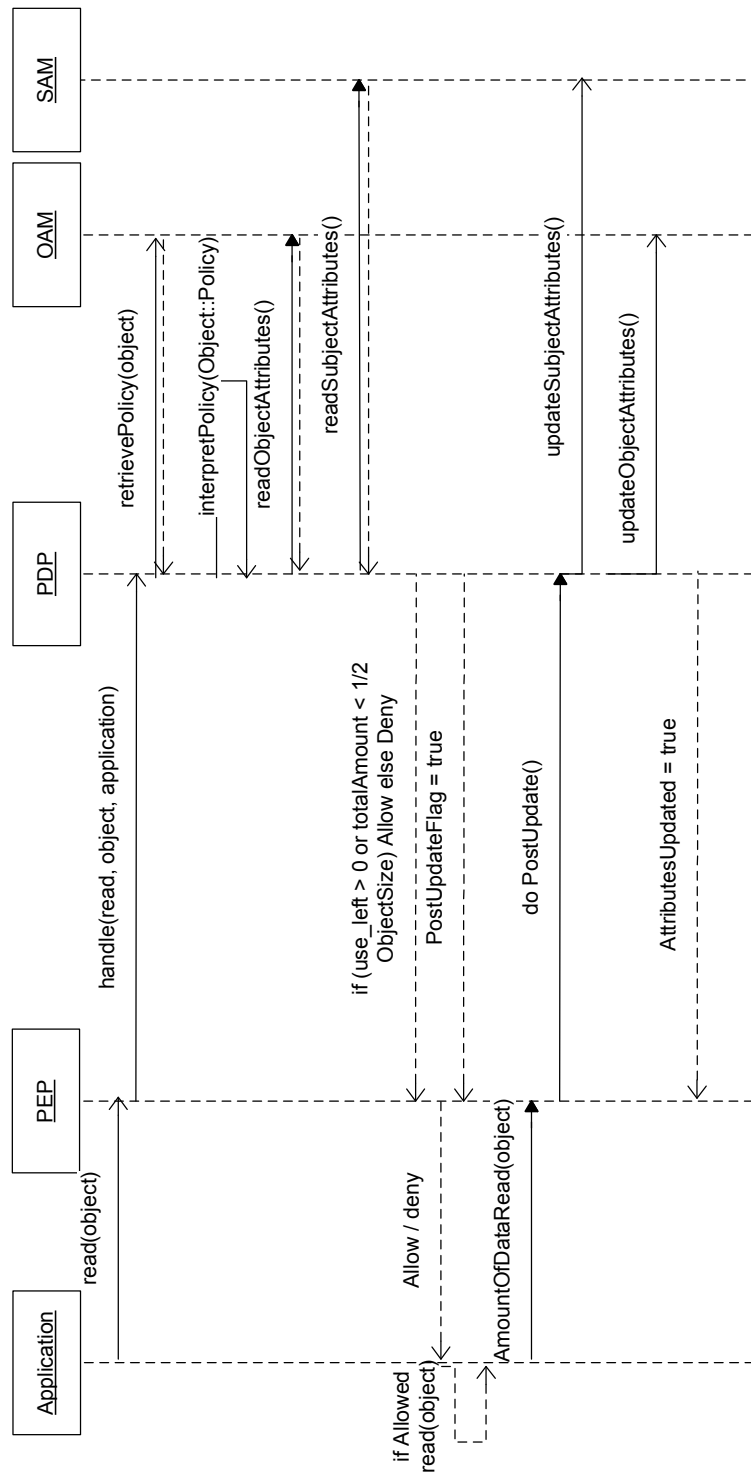 Application
PEP
PDP
OAM
SAM
read(object)
handle(read, object, application)
retrievePolicy(object)
interpretPolicy(Object::Policy)
readObjectAttributes()
readSubjectAttributes()
if (use_left > 0 or totalAmount < 1/2
ObjectSize) Allow else Deny
PostUpdateFlag = true
Allow / deny
if Allowed
read(object)
AmountOfDataRead(object)
do PostUpdate()
updateSubjectAttributes()
updateObjectAttributes()
AttributesUpdated = true